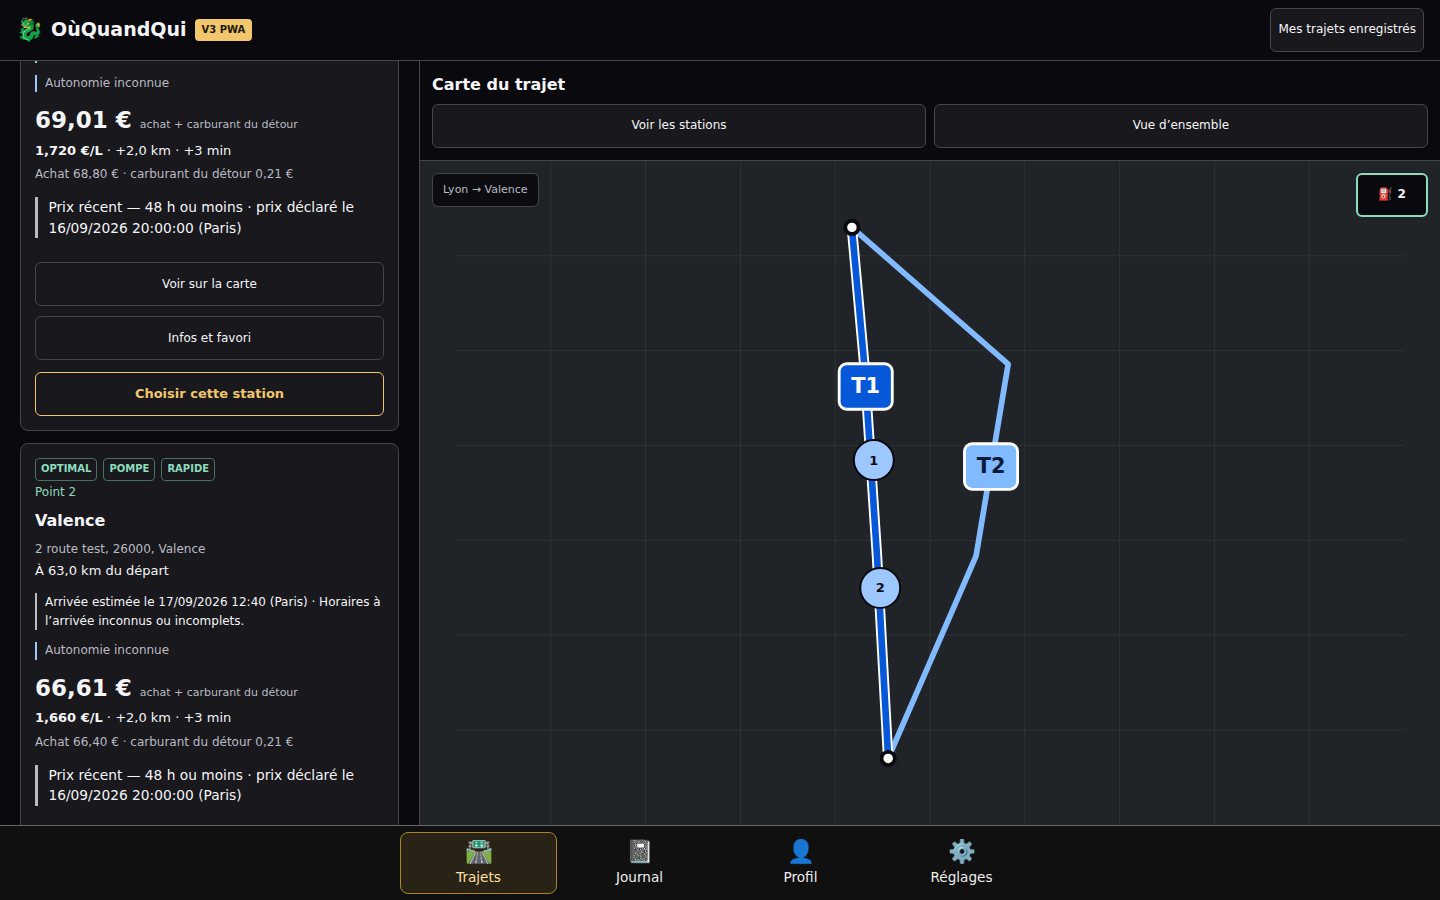 OùQuandQui
V3 PWA
Mes trajets enregistrés
Autonomie inconnue
69,01 € achat + carburant du détour
1,720 €/L · +2,0 km · +3 min
Achat 68,80 € · carburant du détour 0,21 €
Prix récent — 48 h ou moins · prix déclaré le
16/09/2026 20:00:00 (Paris)
Voir sur la carte
Infos et favori
Choisir cette station
OPTIMAL POMPE RAPIDE
Point 2
Valence
2 route test, 26000, Valence
À 63,0 km du départ
Arrivée estimée le 17/09/2026 12:40 (Paris) · Horaires à
l’arrivée inconnus ou incomplets.
Autonomie inconnue
66,61 € achat + carburant du détour
1,660 €/L · +2,0 km · +3 min
Achat 66,40 € · carburant du détour 0,21 €
Prix récent — 48 h ou moins · prix déclaré le
16/09/2026 20:00:00 (Paris)
Carte du trajet
Voir les stations
Vue d’ensemble
Lyon → Valence
2
T1
1
T2
2
Trajets
Journal
Profil
Réglages